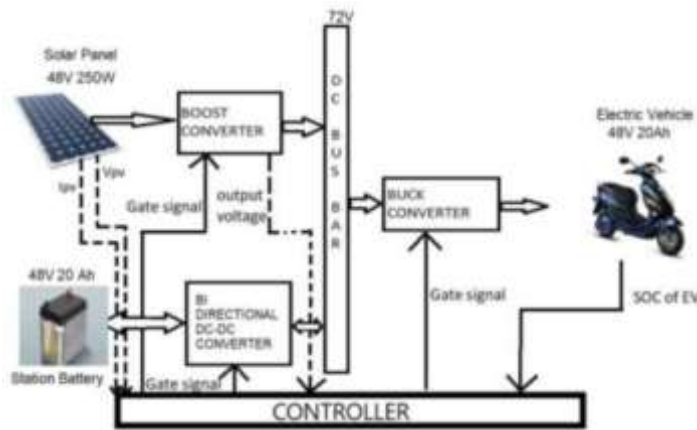 72V
Solar Panel
48V 250W
DC BUS BAR
BOOST
CONVERTER
Electric Vehicle
48V 20Ah
Ipv
Vpv
Gate signal
output
voltage
BUCK
CONVERTER
48V 20 Ah
BI
DIRECTIONAL
DC-DC
CONVERTER
Gate signal
SOC of EV
Station Battery
Gate signal
CONTROLLER